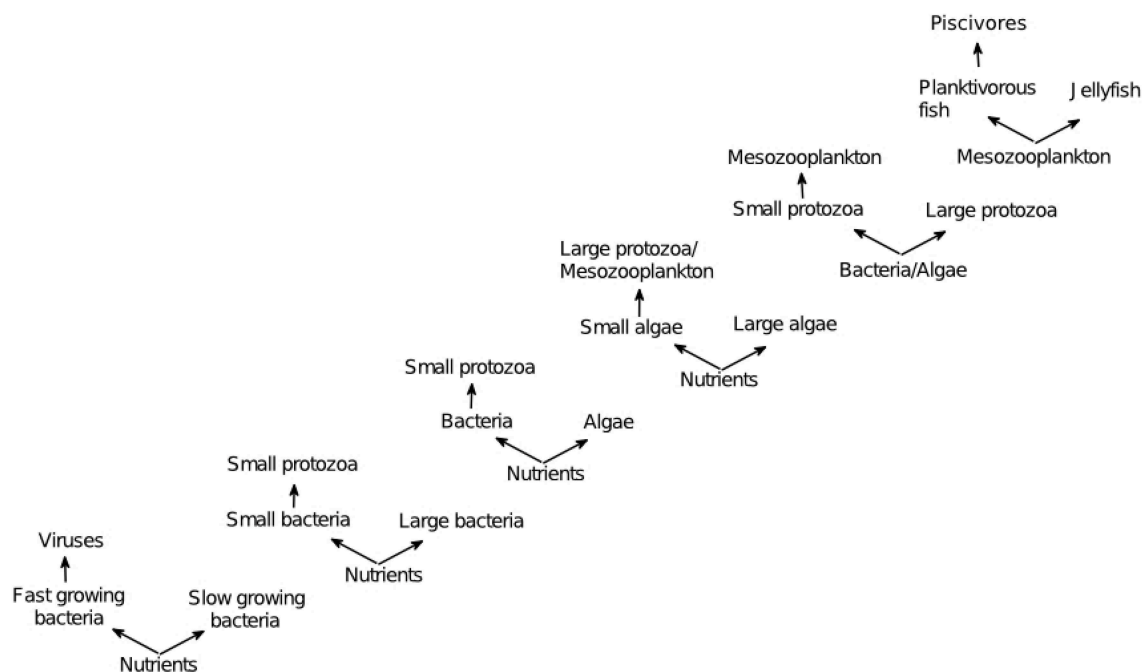 Piscivores
Planktivorous
fish
Jellyfish
Mesozooplankton
Mesozooplankton
Small protozoa
Large protozoa
Bacteria/Algae
Large protozoa/
Mesozooplankton
Small algae
Large algae
Nutrients
Small protozoa
Bacteria
Algae
Nutrients
Small protozoa
Small bacteria
Large bacteria
Nutrients
Viruses
Fast growing
bacteria
Slow growing
bacteria
Nutrients